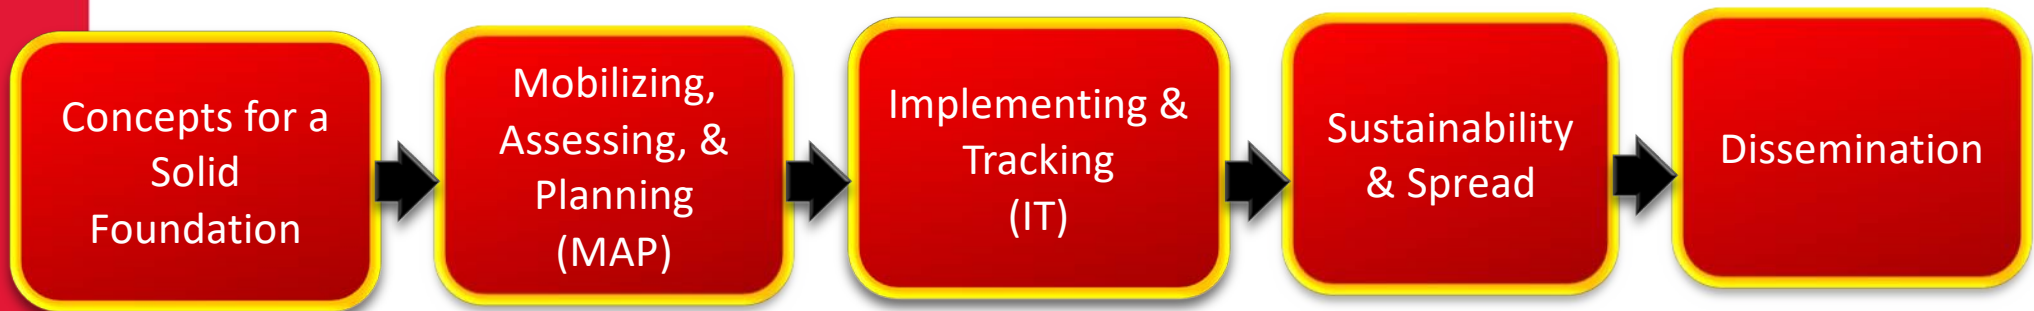 Concepts for a
Solid
Foundation
Mobilizing,
Assessing, &
Planning
(MAP)
Implementing &
Tracking
(IT)
Sustainability
& Spread
Dissemination